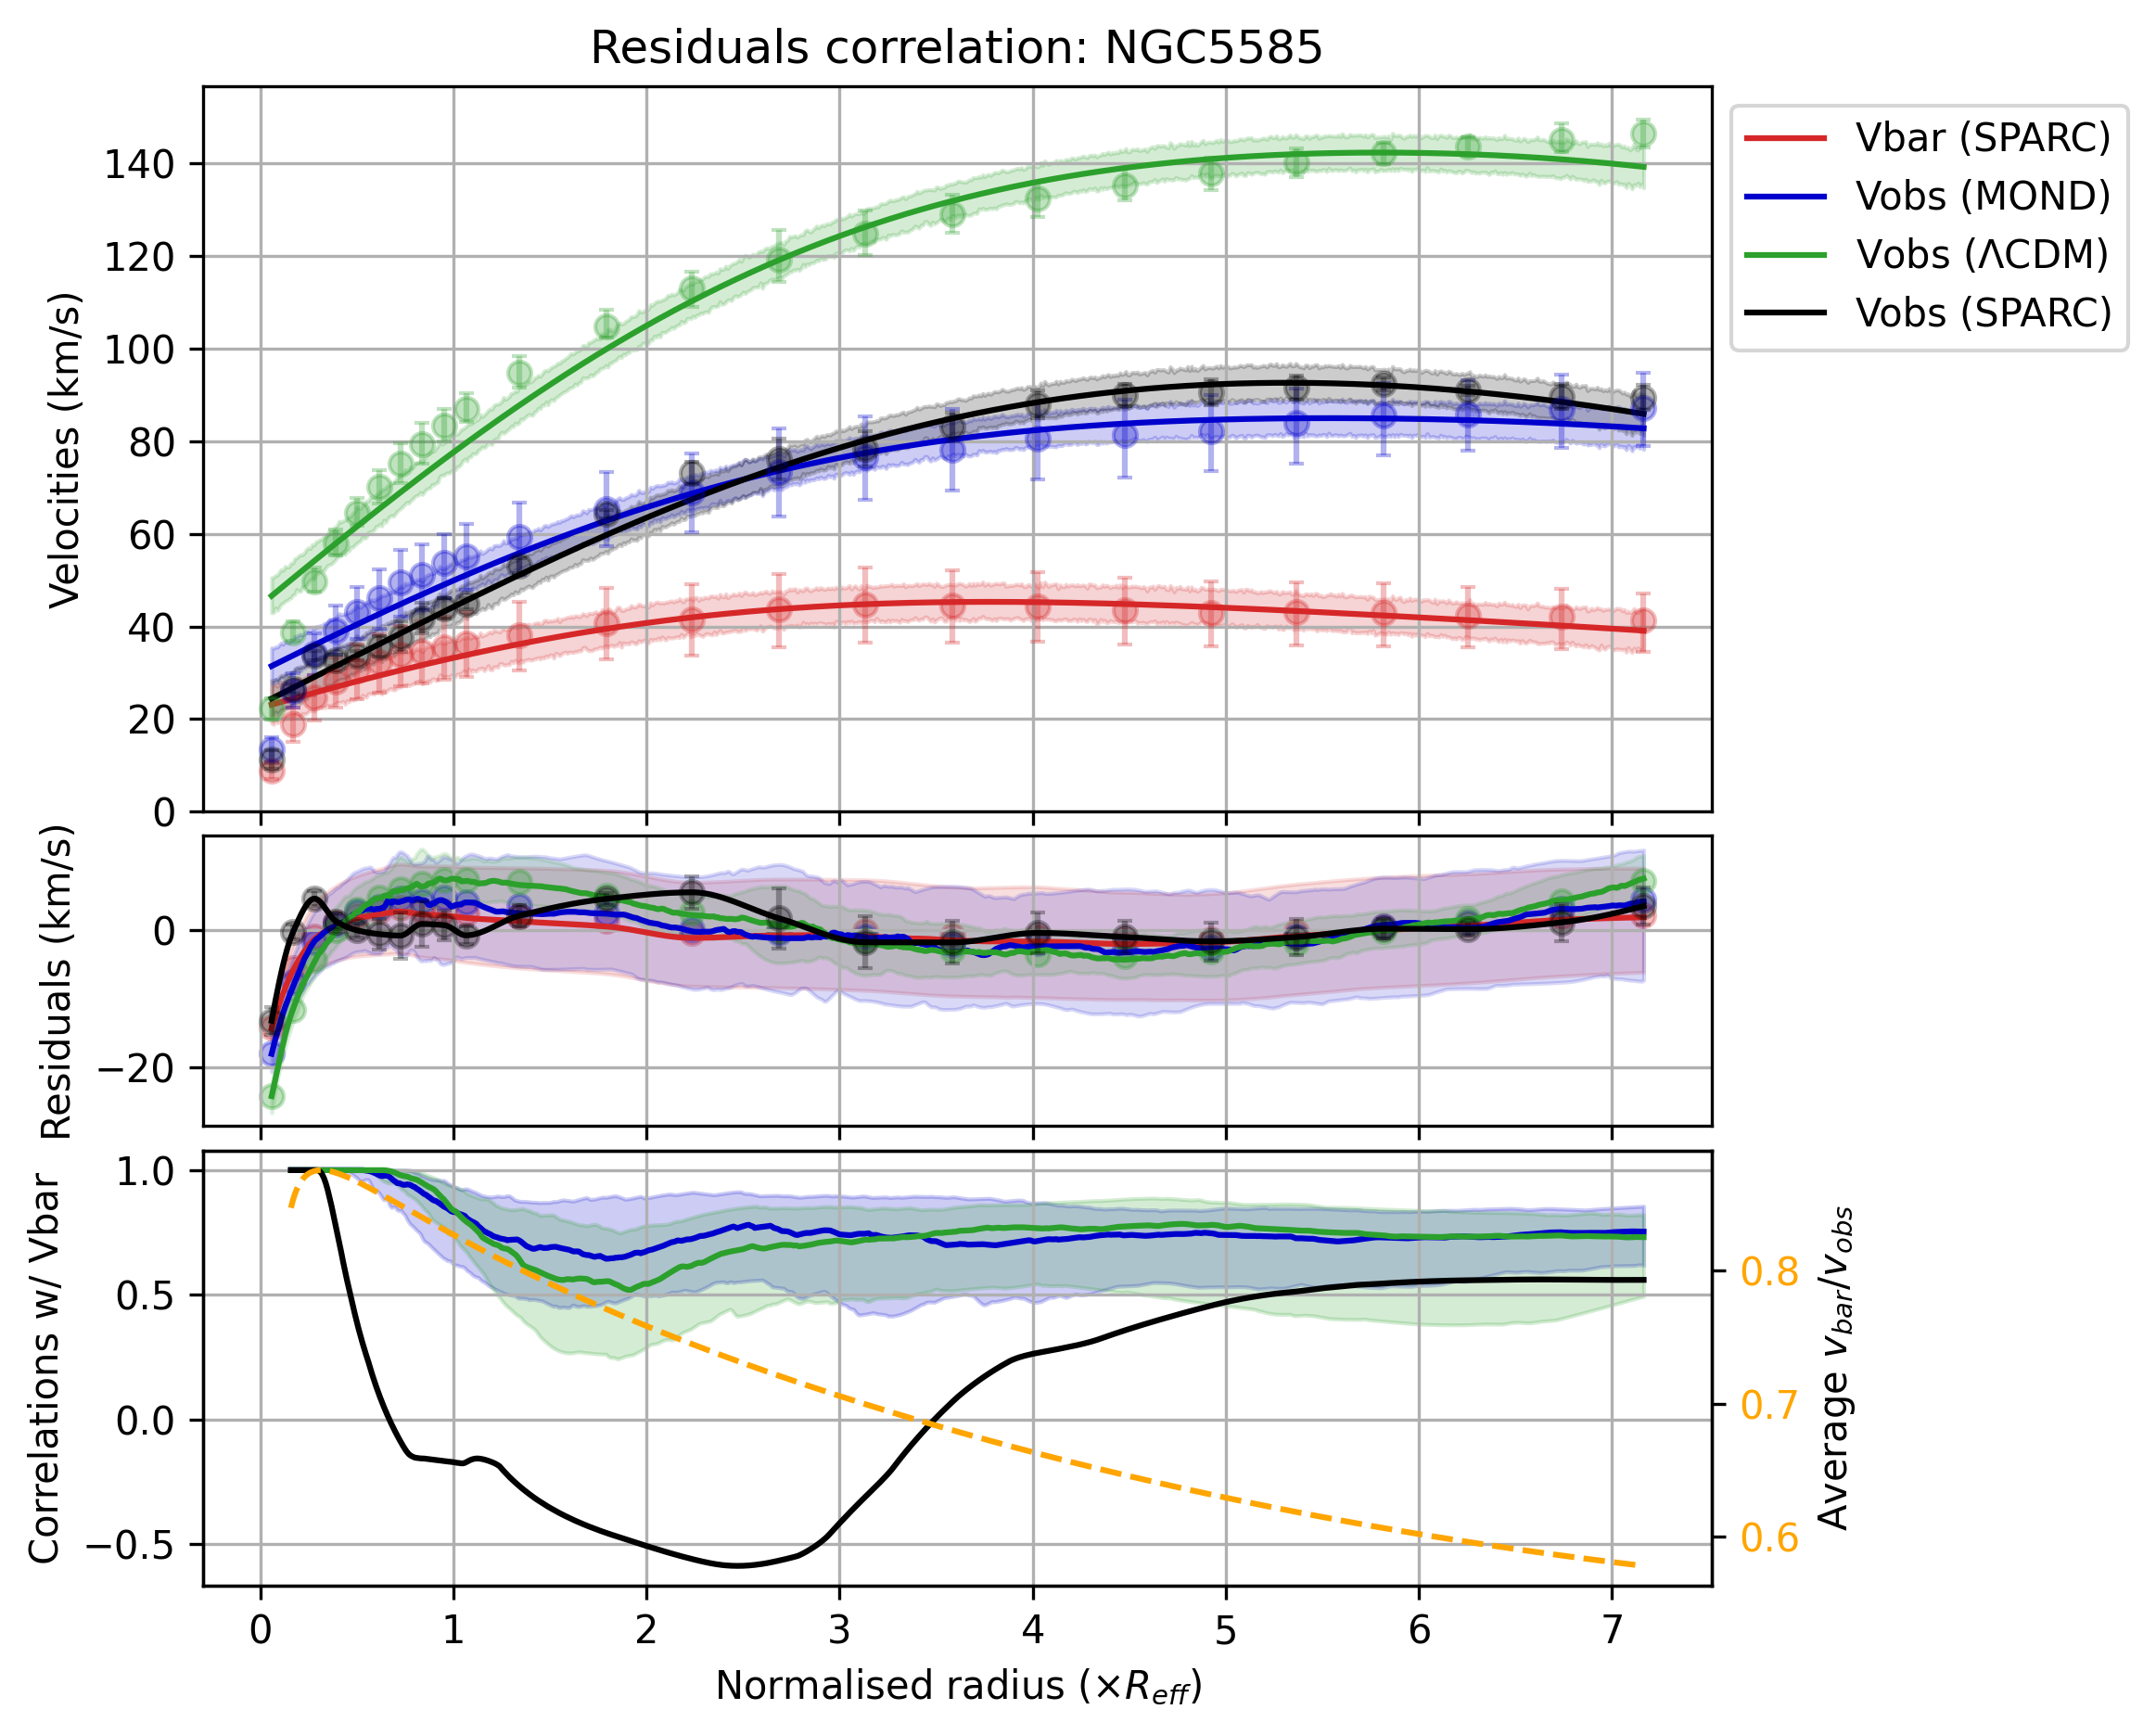 Residuals correlation: NGC5585
Velocities (km/s)
140
120
100
80
60
40
20
0
Vbar (SPARC)
Vobs (MOND)
Vobs (ΛCDM)
Vobs (SPARC)
Residuals (km/s)
0
−20
Correlations w/ Vbar
1.0
0.5
0.0
−0.5
0.8
0.7
0.6
Average v_bar/v_obs
0 1 2 3 4 5 6 7
Normalised radius (×R_eff)